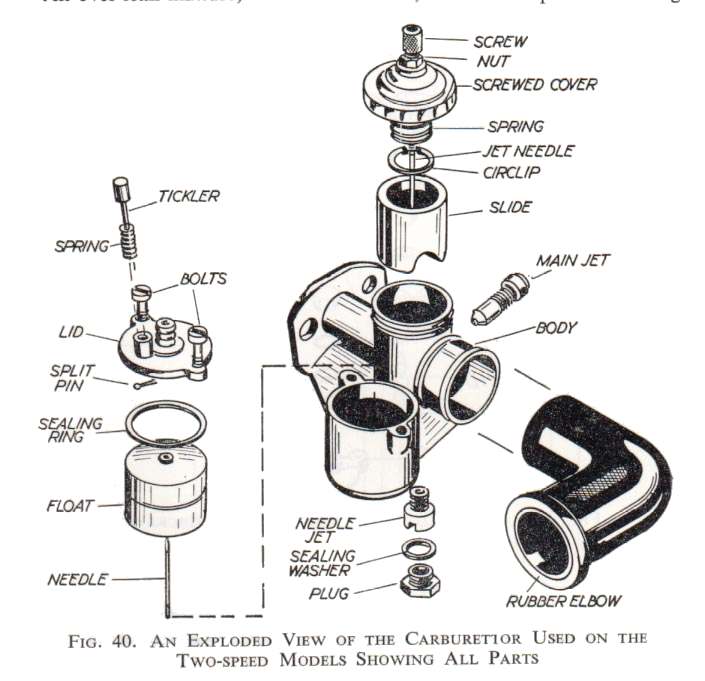 SCREW
NUT
SCREWED COVER
SPRING
JET NEEDLE
CIRCLIP
SLIDE
TICKLER
SPRING
BOLTS
MAIN JET
LID
BODY
SPLIT
PIN
SEALING
RING
FLOAT
NEEDLE
JET
SEALING
WASHER
NEEDLE
PLUG
RUBBER ELBOW
FIG. 40. AN EXPLODED VIEW OF THE CARBURETIOR USED ON THE
TWO-SPEED MODELS SHOWING ALL PARTS